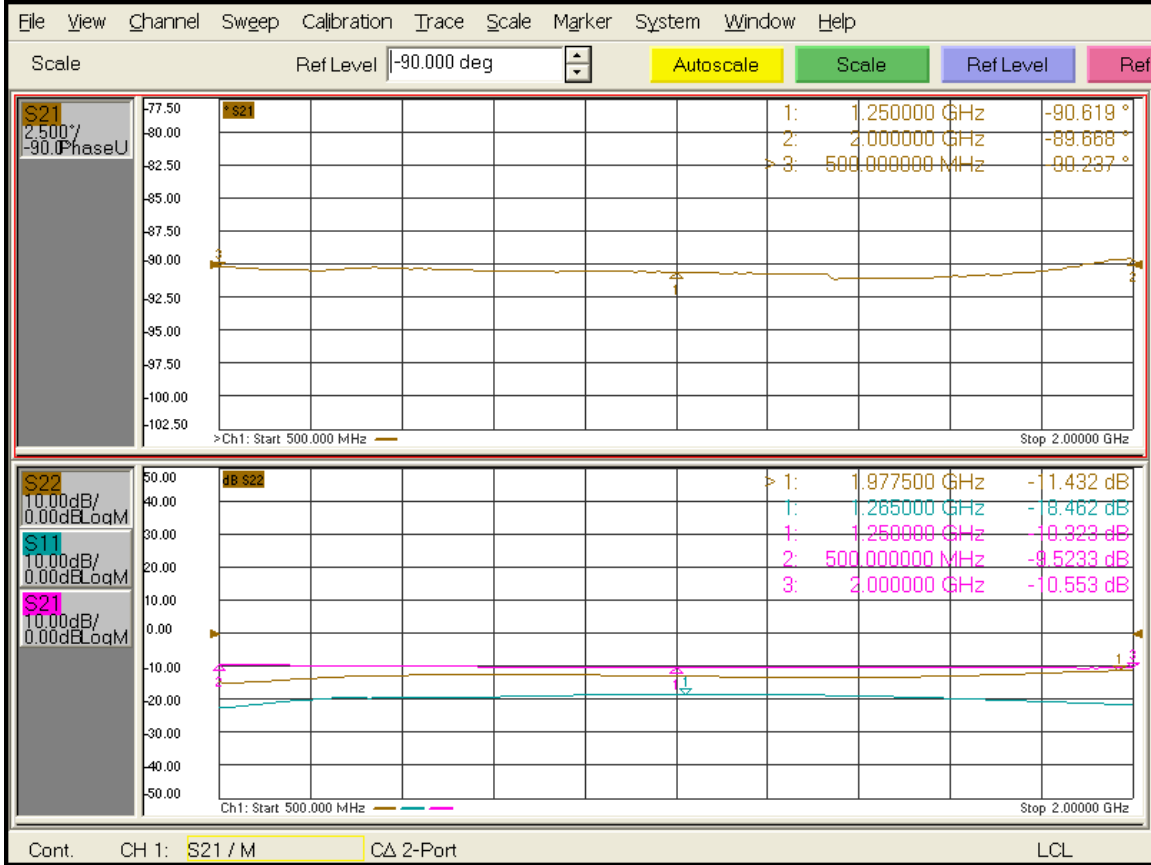 File View Channel Sweep Calibration Trace Scale Marker System Window Help
Scale Ref Level -90.000 deg Autoscale Scale Ref Level Ref
S21
2.500°/
-90.0 PhaseU
-77.50
-80.00
-82.50
-85.00
-87.50
-90.00
-92.50
-95.00
-97.50
-100.00
-102.50
° S21
1: 1.250000 GHz -90.619 °
2: 2.000000 GHz -89.668 °
> 3: 500.000000 MHz -90.237 °
3
1
2
>Ch1: Start 500.000 MHz Stop 2.00000 GHz
S22
10.00dB/
0.00dB LogM
S11
10.00dB/
0.00dB LogM
S21
10.00dB/
0.00dB LogM
50.00
40.00
30.00
20.00
10.00
0.00
-10.00
-20.00
-30.00
-40.00
-50.00
dB S22
> 1: 1.977500 GHz -11.432 dB
1: 1.265000 GHz -18.462 dB
1: 1.250000 GHz -10.323 dB
2: 500.000000 MHz -9.5233 dB
3: 2.000000 GHz -10.553 dB
1 3
2 1 1
Ch1: Start 500.000 MHz Stop 2.00000 GHz
Cont. CH 1: S21 / M CΔ 2-Port LCL